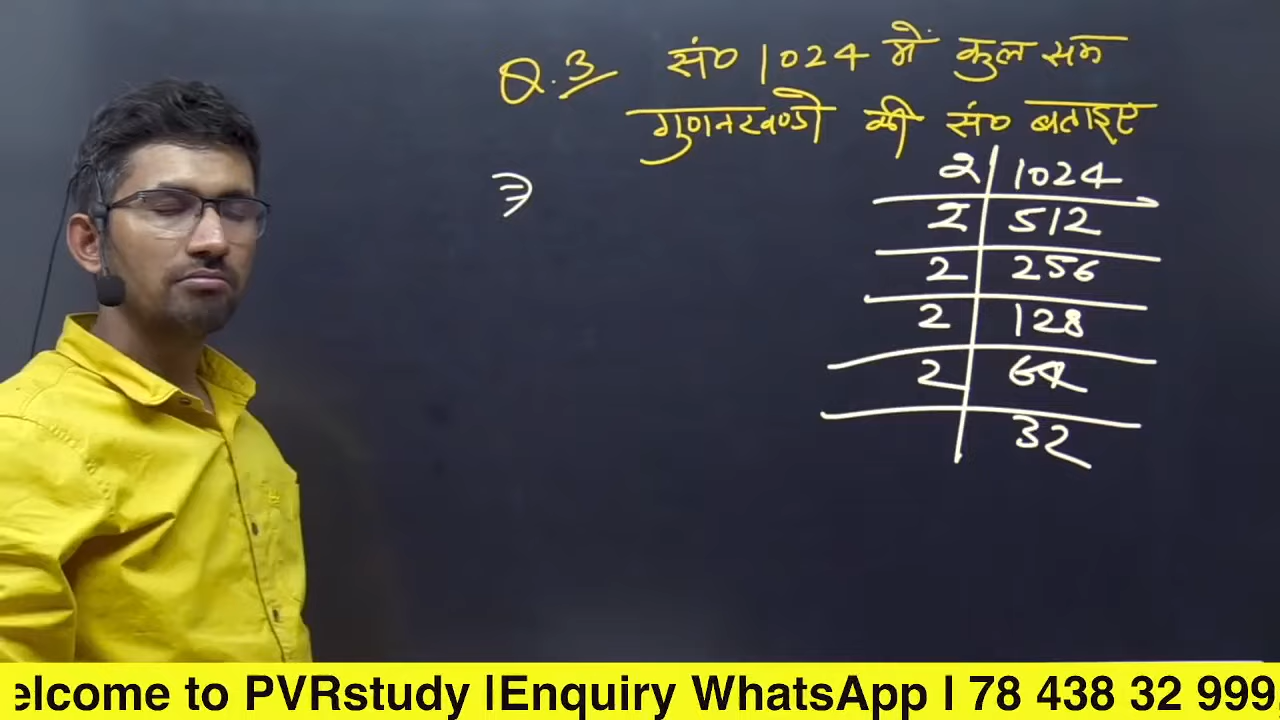 Q.3 सं० 1024 में कुल सम
गुणनखण्डो की सं० बताइए
⇒
2 | 1024
2 | 512
2 | 256
2 | 128
2 | 64
32
elcome to PVRstudy |Enquiry WhatsApp I 78 438 32 999